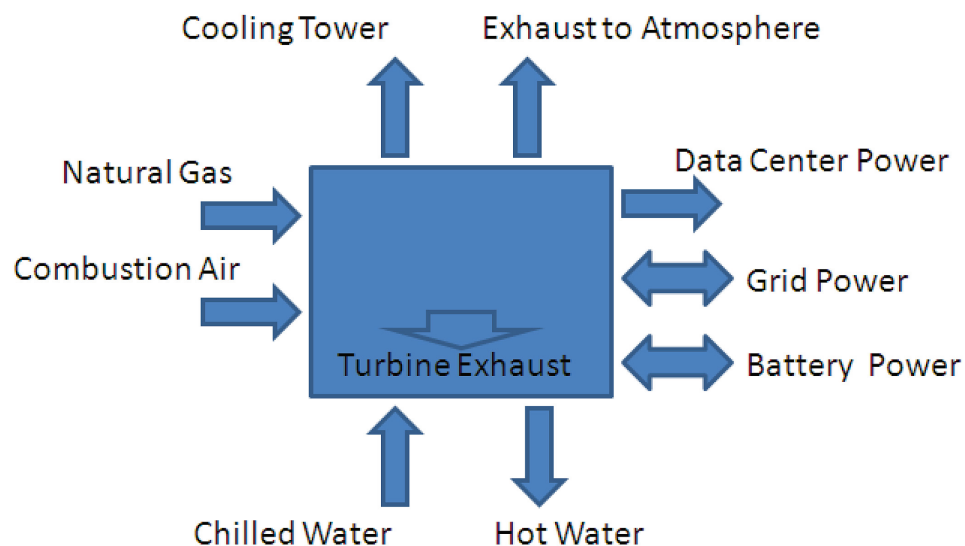 Cooling Tower
Exhaust to Atmosphere
Natural Gas
Data Center Power
Combustion Air
Grid Power
Turbine Exhaust
Battery Power
Chilled Water
Hot Water